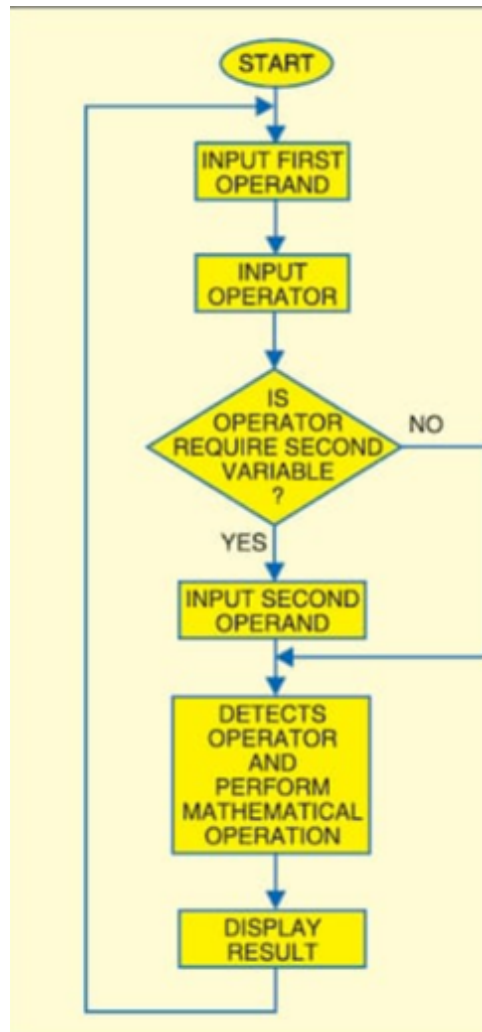 START
INPUT FIRST
OPERAND
INPUT
OPERATOR
IS
OPERATOR
REQUIRE SECOND
VARIABLE
?
NO
YES
INPUT SECOND
OPERAND
DETECTS
OPERATOR
AND
PERFORM
MATHEMATICAL
OPERATION
DISPLAY
RESULT